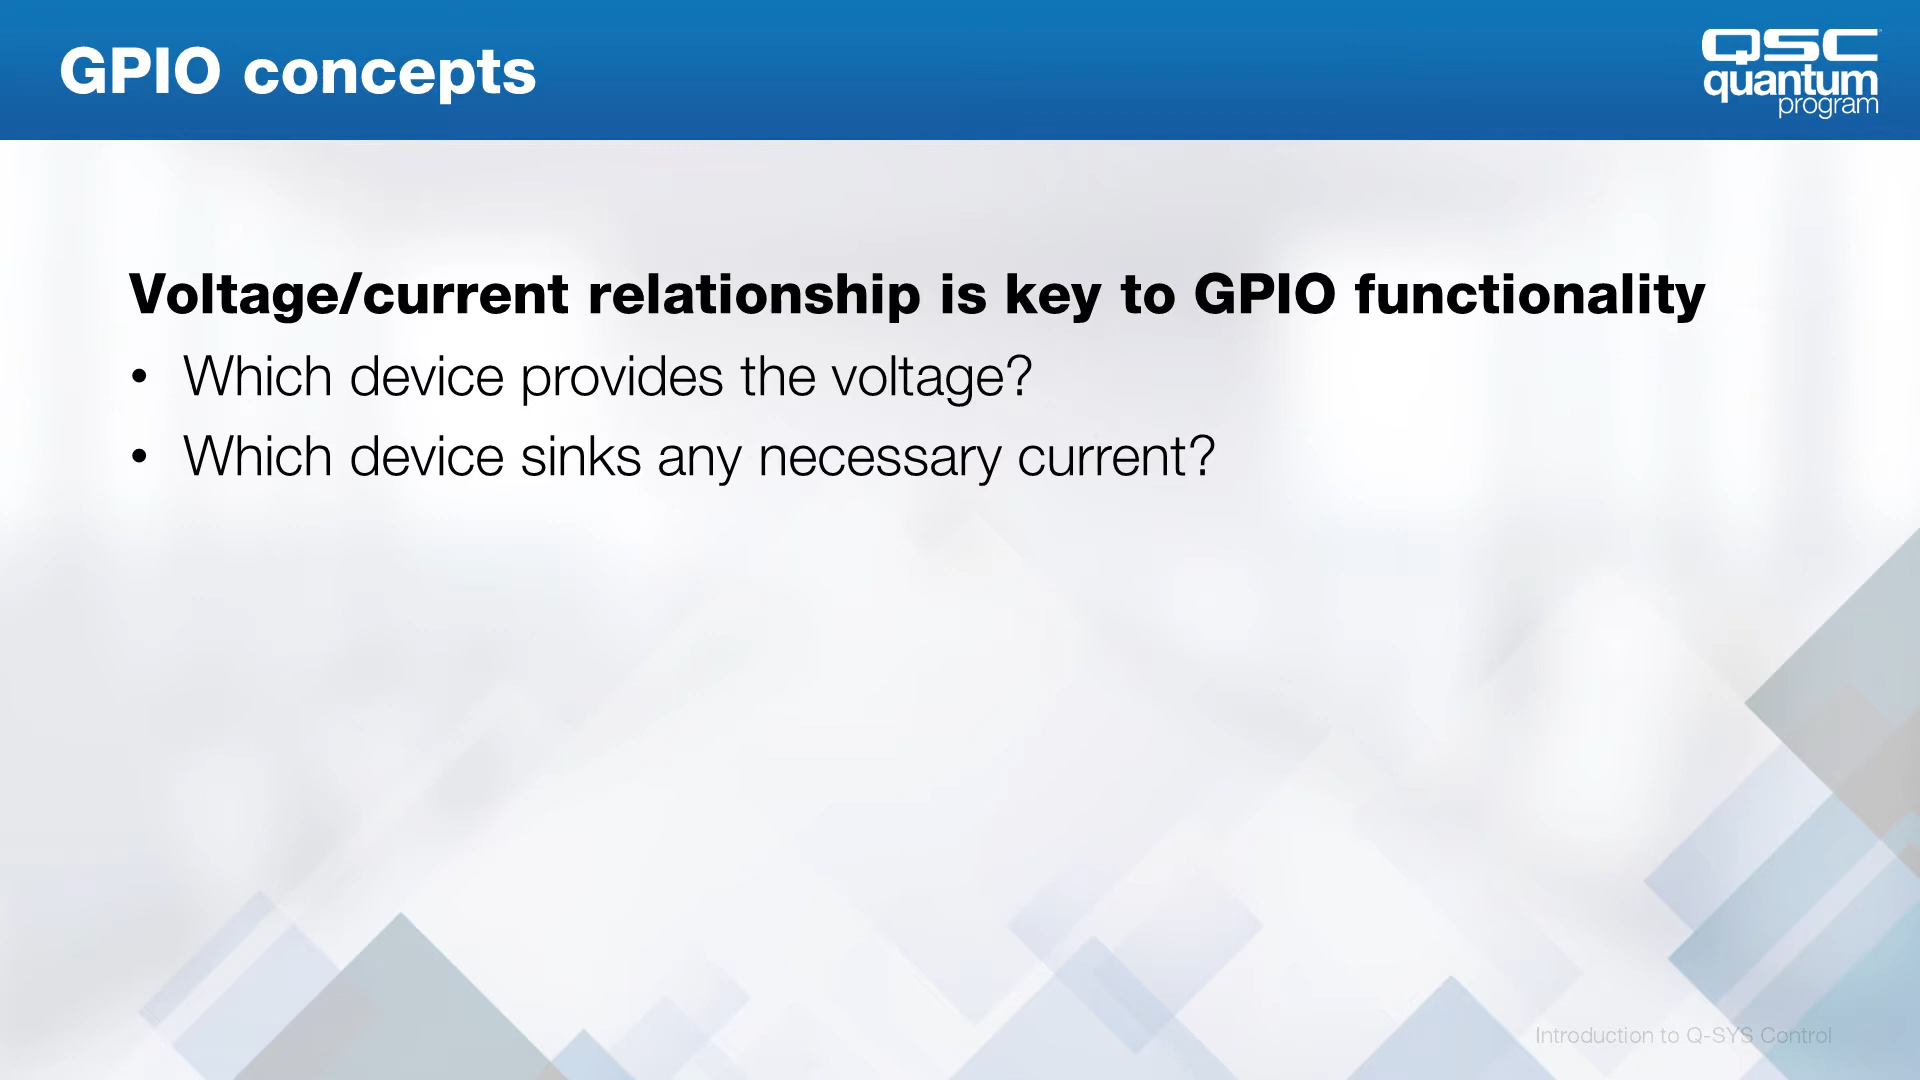 GPIO concepts
QSC
quantum
program
Voltage/current relationship is key to GPIO functionality
• Which device provides the voltage?
• Which device sinks any necessary current?
Introduction to Q-SYS Control